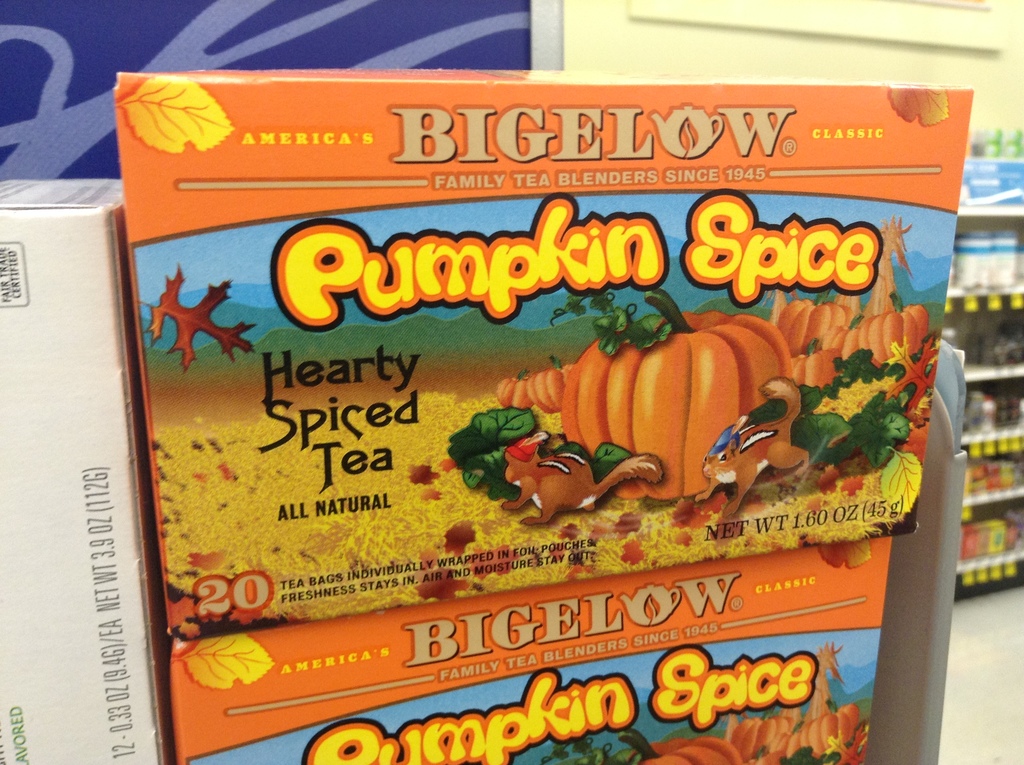 AMERICA'S BIGELOW® CLASSIC
FAMILY TEA BLENDERS SINCE 1945
Pumpkin Spice
Hearty
Spiced
Tea
ALL NATURAL
NET WT 1.60 OZ (45g)
20 TEA BAGS INDIVIDUALLY WRAPPED IN FOIL POUCHES.
FRESHNESS STAYS IN. AIR AND MOISTURE STAY OUT.
AMERICA'S BIGELOW® CLASSIC
FAMILY TEA BLENDERS SINCE 1945
Pumpkin Spice
FAIR TRADE
CERTIFIED
12 - 0.33 OZ (9.4G)/EA NET WT 3.9 OZ (112G)